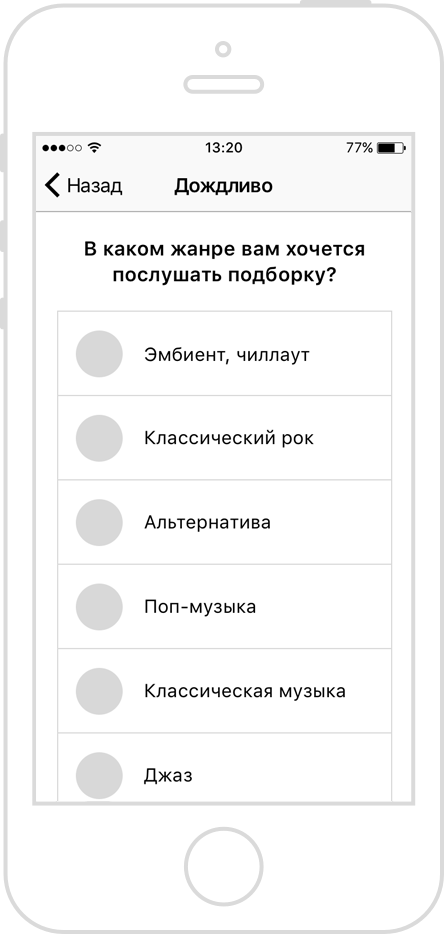 13:20 77%
Назад Дождливо
В каком жанре вам хочется
послушать подборку?
Эмбиент, чиллаут
Классический рок
Альтернатива
Поп-музыка
Классическая музыка
Джаз